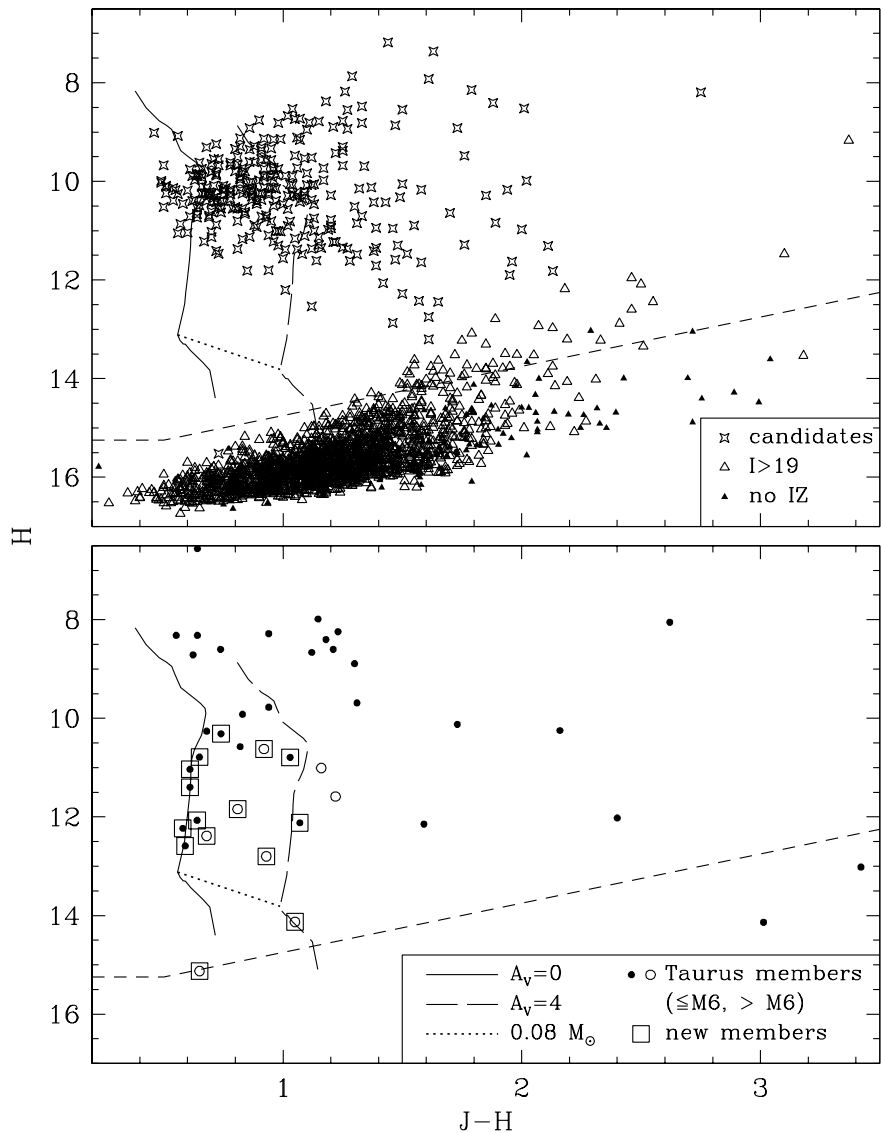 8
10
12
14
16
candidates
I>19
no IZ
H
8
10
12
14
16
A_V=0
A_V=4
0.08 M_⊙
Taurus members
(≦M6, > M6)
new members
1 2 3
J−H